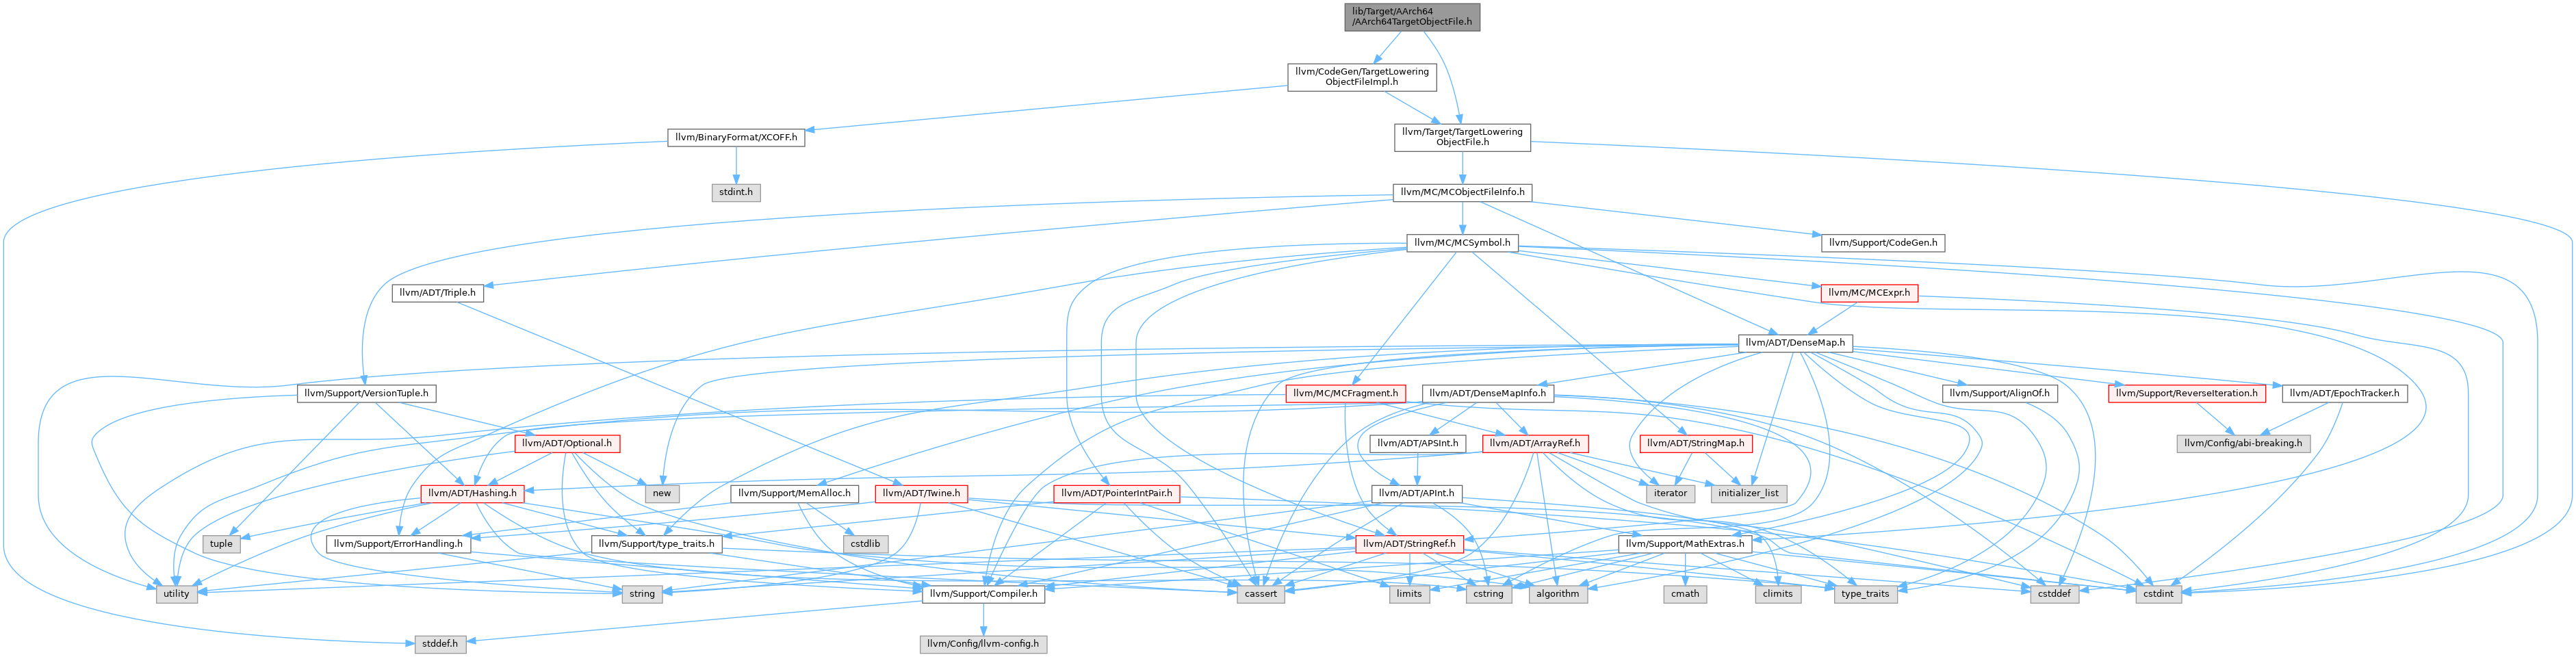 lib/Target/AArch64
/AArch64TargetObjectFile.h
llvm/CodeGen/TargetLowering
ObjectFileImpl.h
llvm/BinaryFormat/XCOFF.h
llvm/Target/TargetLowering
ObjectFile.h
stdint.h
llvm/MC/MCObjectFileInfo.h
llvm/MC/MCSymbol.h
llvm/Support/CodeGen.h
llvm/ADT/Triple.h
llvm/MC/MCExpr.h
llvm/ADT/DenseMap.h
llvm/Support/VersionTuple.h
llvm/MC/MCFragment.h
llvm/ADT/DenseMapInfo.h
llvm/Support/AlignOf.h
llvm/Support/ReverseIteration.h
llvm/ADT/EpochTracker.h
llvm/ADT/Optional.h
llvm/ADT/APSInt.h
llvm/ADT/ArrayRef.h
llvm/ADT/StringMap.h
llvm/Config/abi-breaking.h
llvm/ADT/Hashing.h
new
llvm/Support/MemAlloc.h
llvm/ADT/Twine.h
llvm/ADT/PointerIntPair.h
llvm/ADT/APInt.h
iterator
initializer_list
tuple
llvm/Support/ErrorHandling.h
llvm/Support/type_traits.h
cstdlib
llvm/ADT/StringRef.h
llvm/Support/MathExtras.h
utility
string
llvm/Support/Compiler.h
cassert
limits
cstring
algorithm
cmath
climits
type_traits
cstddef
cstdint
stddef.h
llvm/Config/llvm-config.h